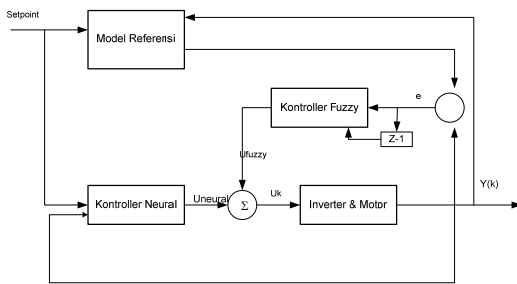 Setpoint
Model Referensi
e
Kontroller Fuzzy
Z-1
Ufuzzy
Y(k)
Kontroller Neural
Uneural
Σ
Uk
Inverter & Motor